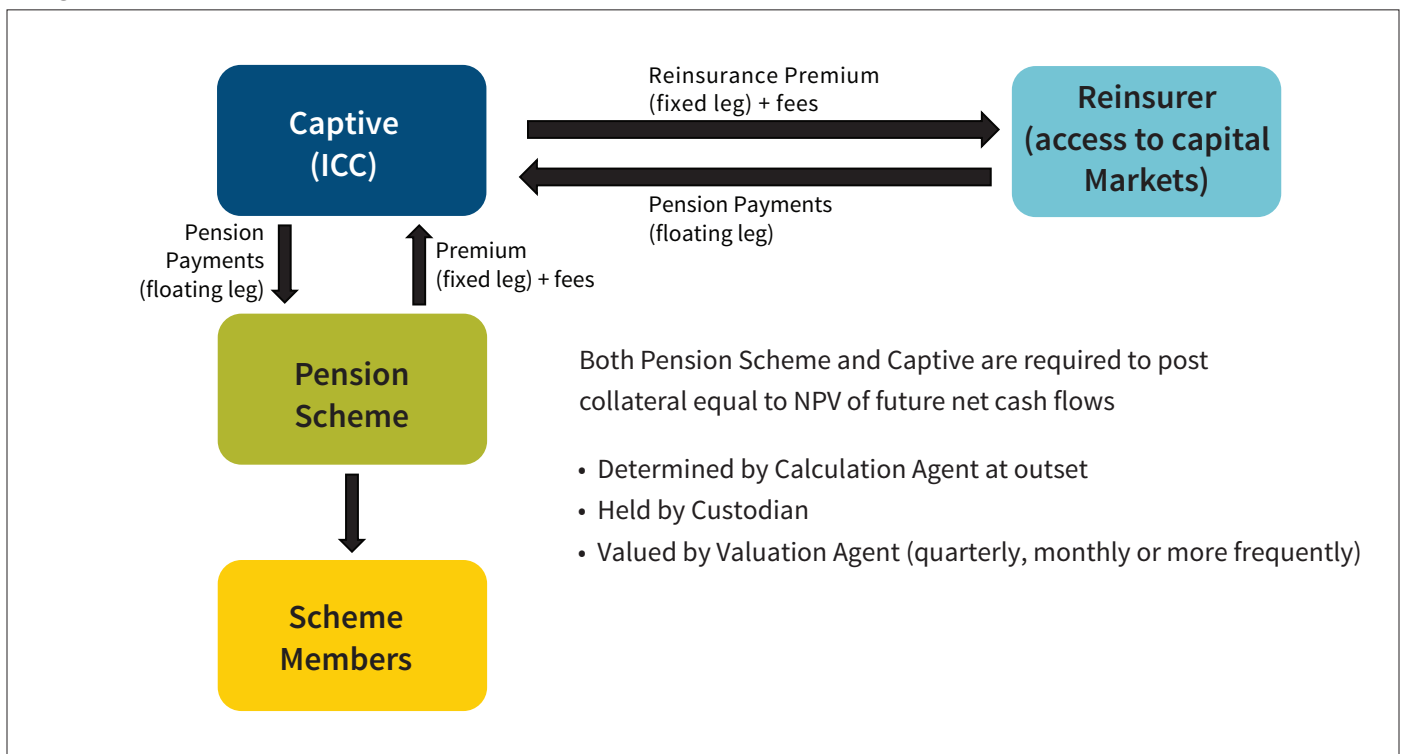 Captive
(ICC)
Reinsurance Premium
(fixed leg) + fees
Pension Payments
(floating leg)
Reinsurer
(access to capital
Markets)
Pension
Payments
(floating leg)
Premium
(fixed leg) + fees
Pension
Scheme
Both Pension Scheme and Captive are required to post
collateral equal to NPV of future net cash flows
• Determined by Calculation Agent at outset
• Held by Custodian
• Valued by Valuation Agent (quarterly, monthly or more frequently)
Scheme
Members